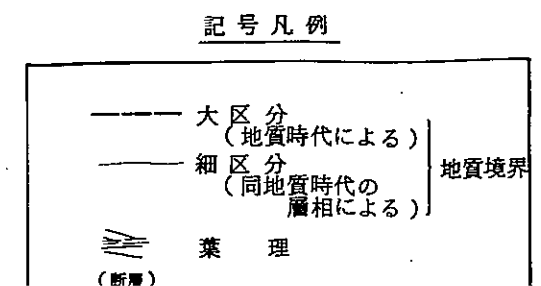 記号凡例
大区分
(地質時代による)
細区分
(同地質時代の
層相による)
地質境界
葉理
(断層)